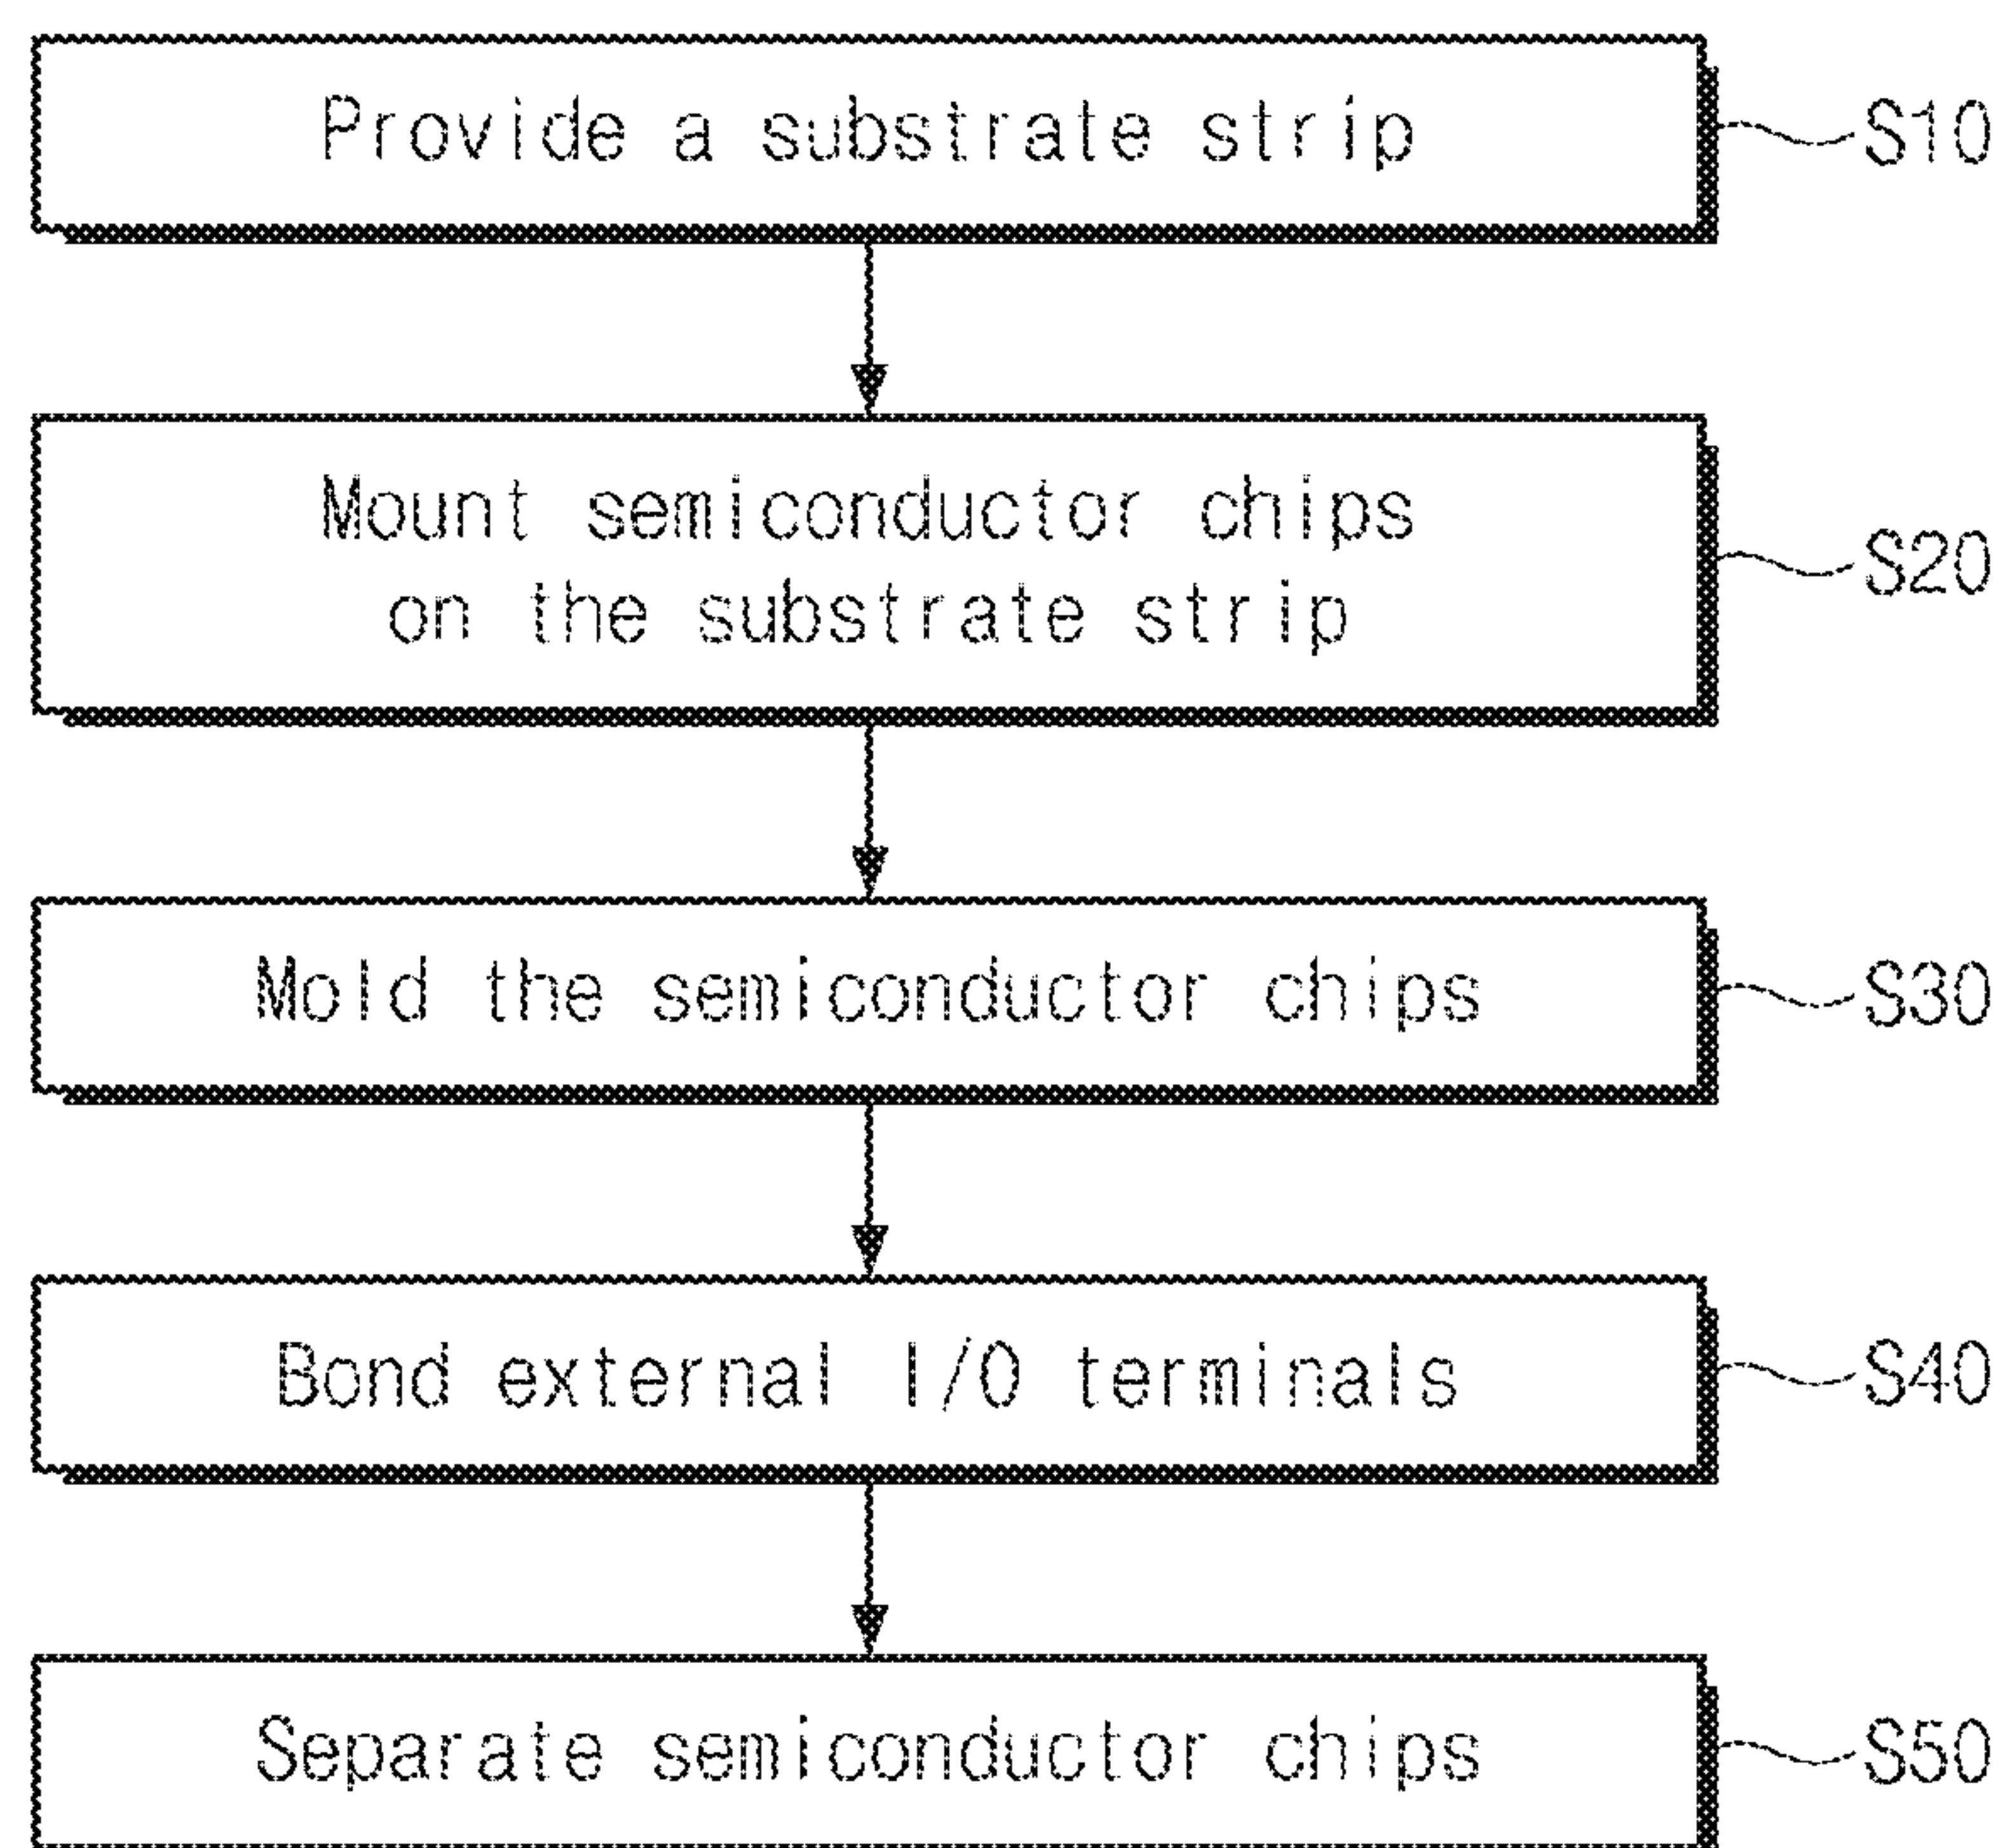 Provide a substrate strip
S10
Mount semiconductor chips
on the substrate strip
S20
Mold the semiconductor chips
S30
Bond external I/O terminals
S40
Separate semiconductor chips
S50